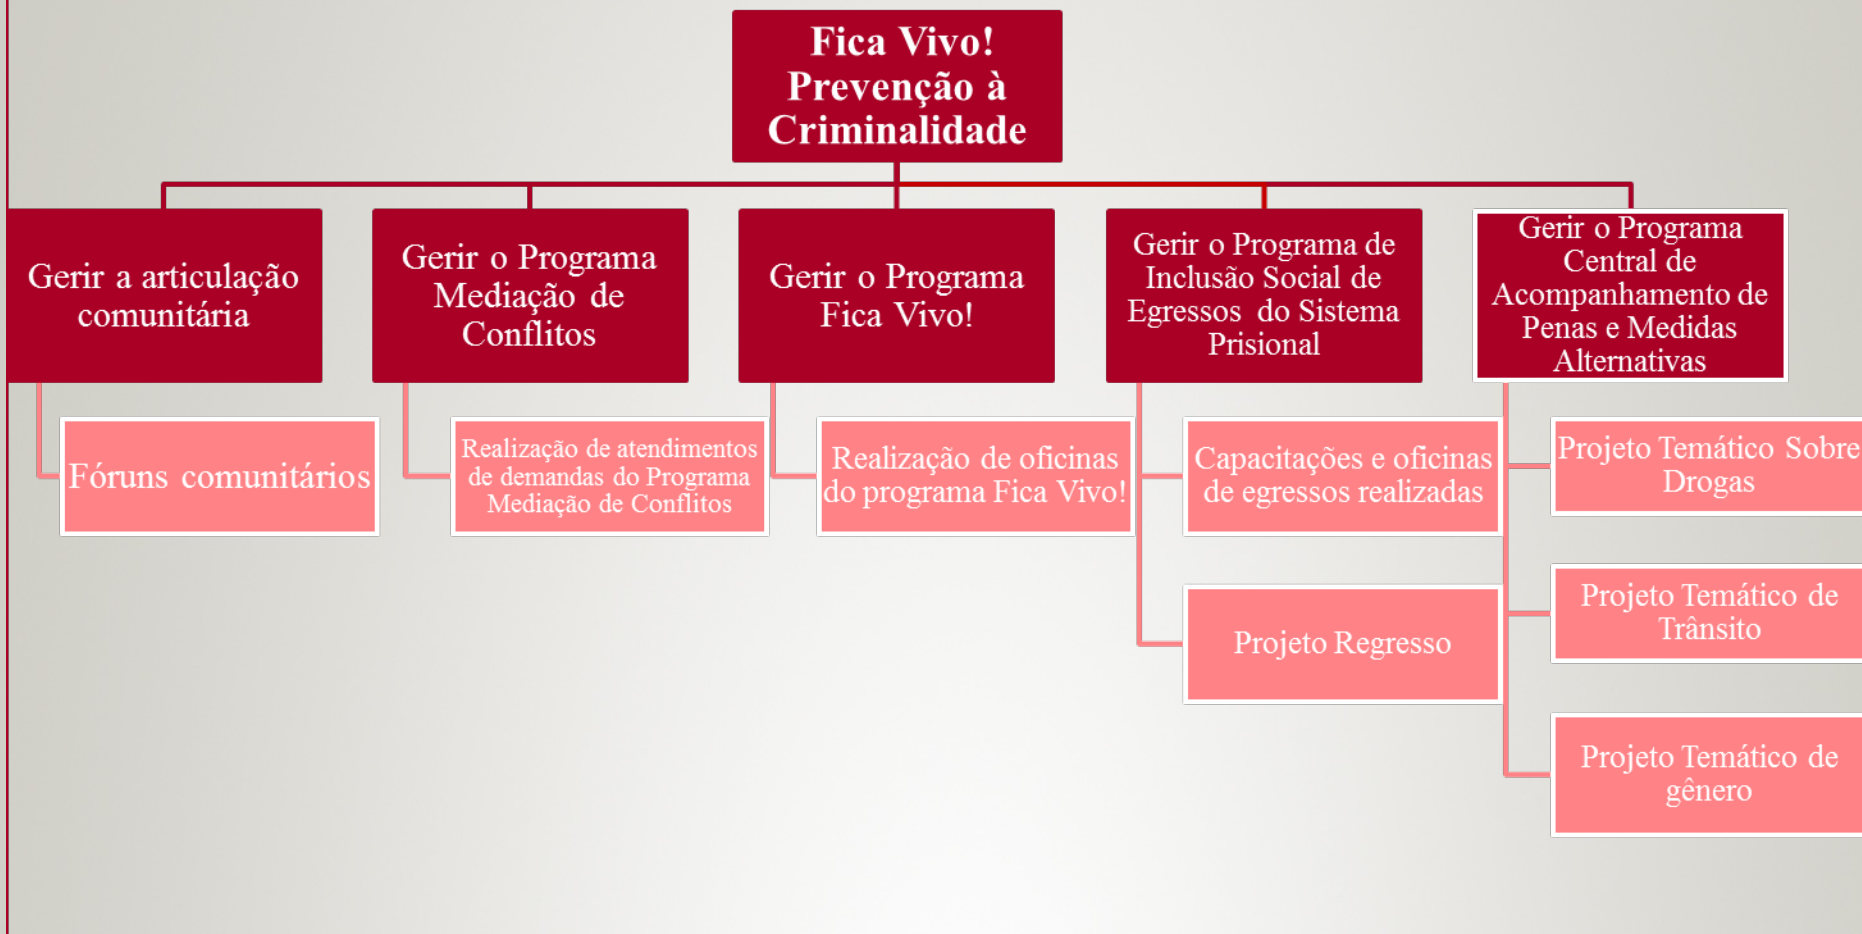 Fica Vivo!
Prevenção à
Criminalidade
Gerir a articulação
comunitária
Fóruns comunitários
Gerir o Programa
Mediação de
Conflitos
Realização de atendimentos
de demandas do Programa
Mediação de Conflitos
Gerir o Programa
Fica Vivo!
Realização de oficinas
do programa Fica Vivo!
Gerir o Programa de
Inclusão Social de
Egressos do Sistema
Prisional
Capacitações e oficinas
de egressos realizadas
Projeto Regresso
Gerir o Programa
Central de
Acompanhamento de
Penas e Medidas
Alternativas
Projeto Temático Sobre
Drogas
Projeto Temático de
Trânsito
Projeto Temático de
gênero